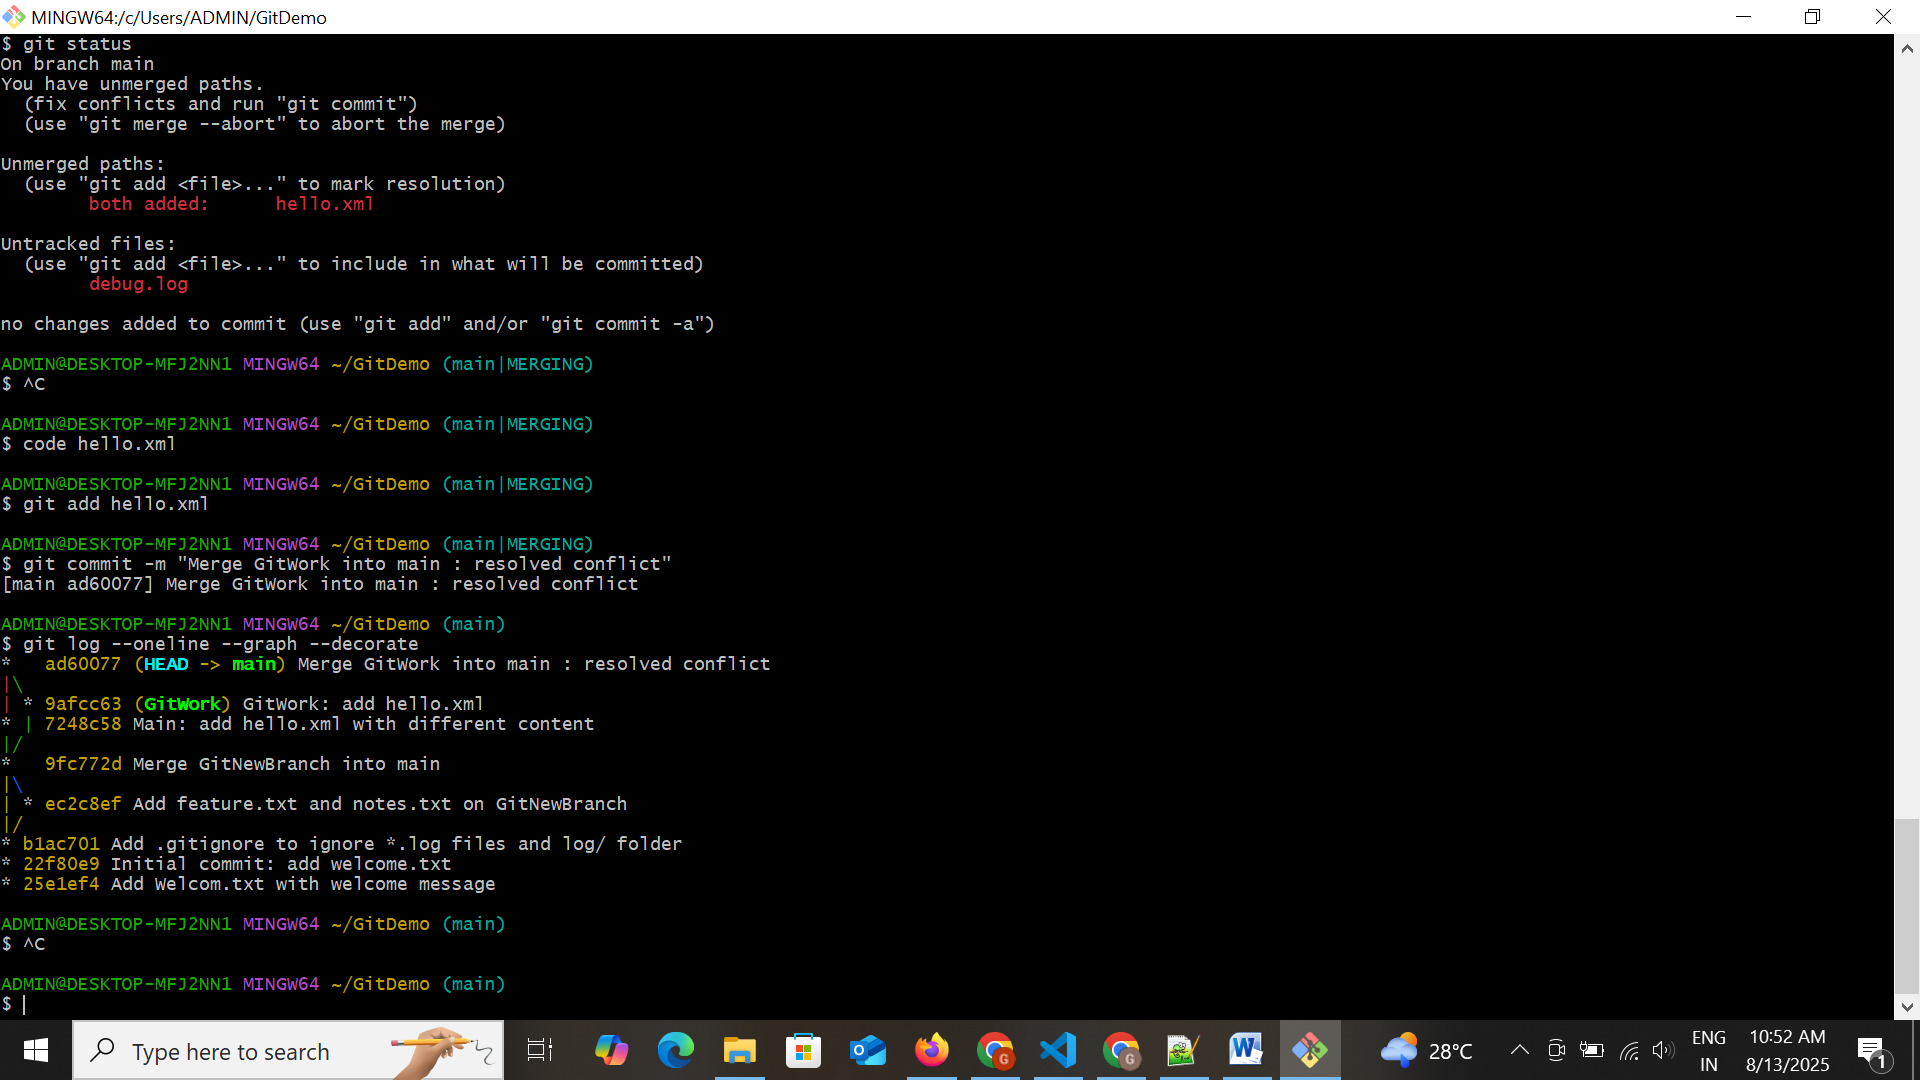 MINGW64:/c/Users/ADMIN/GitDemo
$ git status
On branch main
You have unmerged paths.
  (fix conflicts and run "git commit")
  (use "git merge --abort" to abort the merge)

Unmerged paths:
  (use "git add <file>..." to mark resolution)
        both added:      hello.xml

Untracked files:
  (use "git add <file>..." to include in what will be committed)
        debug.log

no changes added to commit (use "git add" and/or "git commit -a")

ADMIN@DESKTOP-MFJ2NN1 MINGW64 ~/GitDemo (main|MERGING)
$ ^C

ADMIN@DESKTOP-MFJ2NN1 MINGW64 ~/GitDemo (main|MERGING)
$ code hello.xml

ADMIN@DESKTOP-MFJ2NN1 MINGW64 ~/GitDemo (main|MERGING)
$ git add hello.xml

ADMIN@DESKTOP-MFJ2NN1 MINGW64 ~/GitDemo (main|MERGING)
$ git commit -m "Merge GitWork into main : resolved conflict"
[main ad60077] Merge GitWork into main : resolved conflict

ADMIN@DESKTOP-MFJ2NN1 MINGW64 ~/GitDemo (main)
$ git log --oneline --graph --decorate
*   ad60077 (HEAD -> main) Merge GitWork into main : resolved conflict
|\
| * 9afcc63 (GitWork) GitWork: add hello.xml
* | 7248c58 Main: add hello.xml with different content
|/
*   9fc772d Merge GitNewBranch into main
|\
| * ec2c8ef Add feature.txt and notes.txt on GitNewBranch
|/
* b1ac701 Add .gitignore to ignore *.log files and log/ folder
* 22f80e9 Initial commit: add welcome.txt
* 25e1ef4 Add Welcom.txt with welcome message

ADMIN@DESKTOP-MFJ2NN1 MINGW64 ~/GitDemo (main)
$ ^C

ADMIN@DESKTOP-MFJ2NN1 MINGW64 ~/GitDemo (main)
$
Type here to search
28°C
ENG
IN
10:52 AM
8/13/2025
1